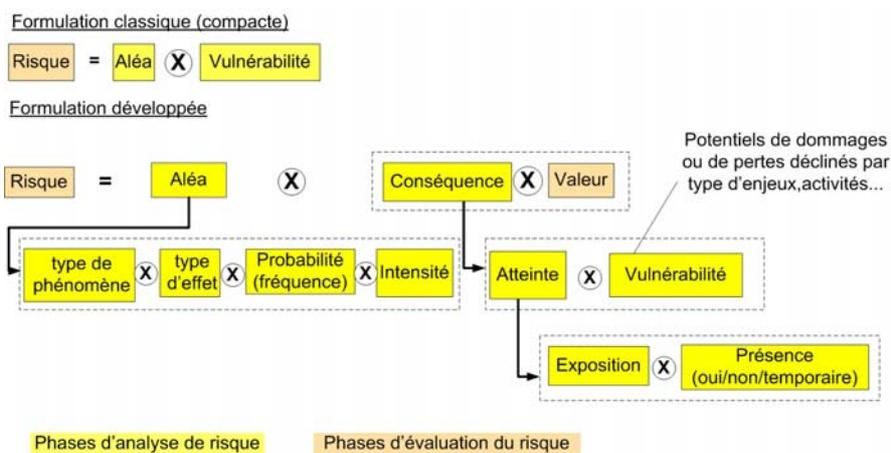 Formulation classique (compacte)
Risque = Aléa X Vulnérabilité
Formulation développée
Potentiels de dommages
ou de pertes déclinés par
type d'enjeux,activités...
Risque = Aléa X Conséquence X Valeur
type de
phénomène
X
type
d'effet
X
Probabilité
(fréquence)
X
Intensité
Atteinte X Vulnérabilité
Exposition X
Présence
(oui/non/temporaire)
Phases d'analyse de risque
Phases d'évaluation du risque